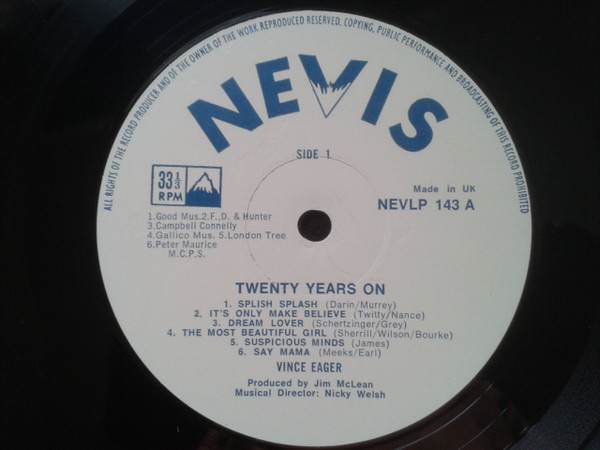 ALL RIGHTS OF THE RECORD PRODUCER AND OF THE OWNER OF THE WORK REPRODUCED RESERVED. COPYING, PUBLIC PERFORMANCE AND BROADCASTING OF THIS RECORD PROHIBITED
NEVIS
SIDE 1
33 1/3
RPM
Made in UK
NEVLP 143 A
1.Good Mus.2.F.,D. & Hunter
3.Campbell Connelly
4.Gallico Mus. 5.London Tree
6.Peter Maurice
M.C.P.S.
TWENTY YEARS ON
1. SPLISH SPLASH (Darin/Murrey)
2. IT'S ONLY MAKE BELIEVE (Twitty/Nance)
3. DREAM LOVER (Schertzinger/Grey)
4. THE MOST BEAUTIFUL GIRL (Sherrill/Wilson/Bourke)
5. SUSPICIOUS MINDS (James)
6. SAY MAMA (Meeks/Earl)
VINCE EAGER
Produced by Jim McLean
Musical Director: Nicky Welsh